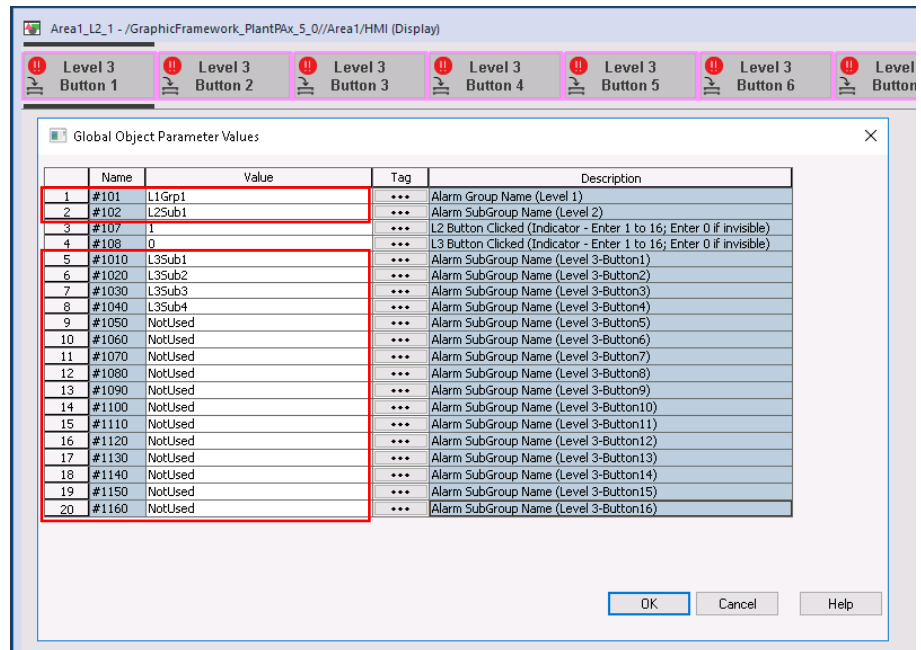 Area1_L2_1 - /GraphicFramework_PlantPAx_5_0//Area1/HMI (Display)
!! Level 3 !! Level 3 !! Level 3 !! Level 3 !! Level 3 !! Level 3 !! Level
Button 1 Button 2 Button 3 Button 4 Button 5 Button 6 Button
Global Object Parameter Values
Name Value Tag Description
1 #101 L1Grp1 ••• Alarm Group Name (Level 1)
2 #102 L2Sub1 ••• Alarm SubGroup Name (Level 2)
3 #107 1 ••• L2 Button Clicked (Indicator - Enter 1 to 16; Enter 0 if invisible)
4 #108 0 ••• L3 Button Clicked (Indicator - Enter 1 to 16; Enter 0 if invisible)
5 #1010 L3Sub1 ••• Alarm SubGroup Name (Level 3-Button1)
6 #1020 L3Sub2 ••• Alarm SubGroup Name (Level 3-Button2)
7 #1030 L3Sub3 ••• Alarm SubGroup Name (Level 3-Button3)
8 #1040 L3Sub4 ••• Alarm SubGroup Name (Level 3-Button4)
9 #1050 NotUsed ••• Alarm SubGroup Name (Level 3-Button5)
10 #1060 NotUsed ••• Alarm SubGroup Name (Level 3-Button6)
11 #1070 NotUsed ••• Alarm SubGroup Name (Level 3-Button7)
12 #1080 NotUsed ••• Alarm SubGroup Name (Level 3-Button8)
13 #1090 NotUsed ••• Alarm SubGroup Name (Level 3-Button9)
14 #1100 NotUsed ••• Alarm SubGroup Name (Level 3-Button10)
15 #1110 NotUsed ••• Alarm SubGroup Name (Level 3-Button11)
16 #1120 NotUsed ••• Alarm SubGroup Name (Level 3-Button12)
17 #1130 NotUsed ••• Alarm SubGroup Name (Level 3-Button13)
18 #1140 NotUsed ••• Alarm SubGroup Name (Level 3-Button14)
19 #1150 NotUsed ••• Alarm SubGroup Name (Level 3-Button15)
20 #1160 NotUsed ••• Alarm SubGroup Name (Level 3-Button16)
OK Cancel Help